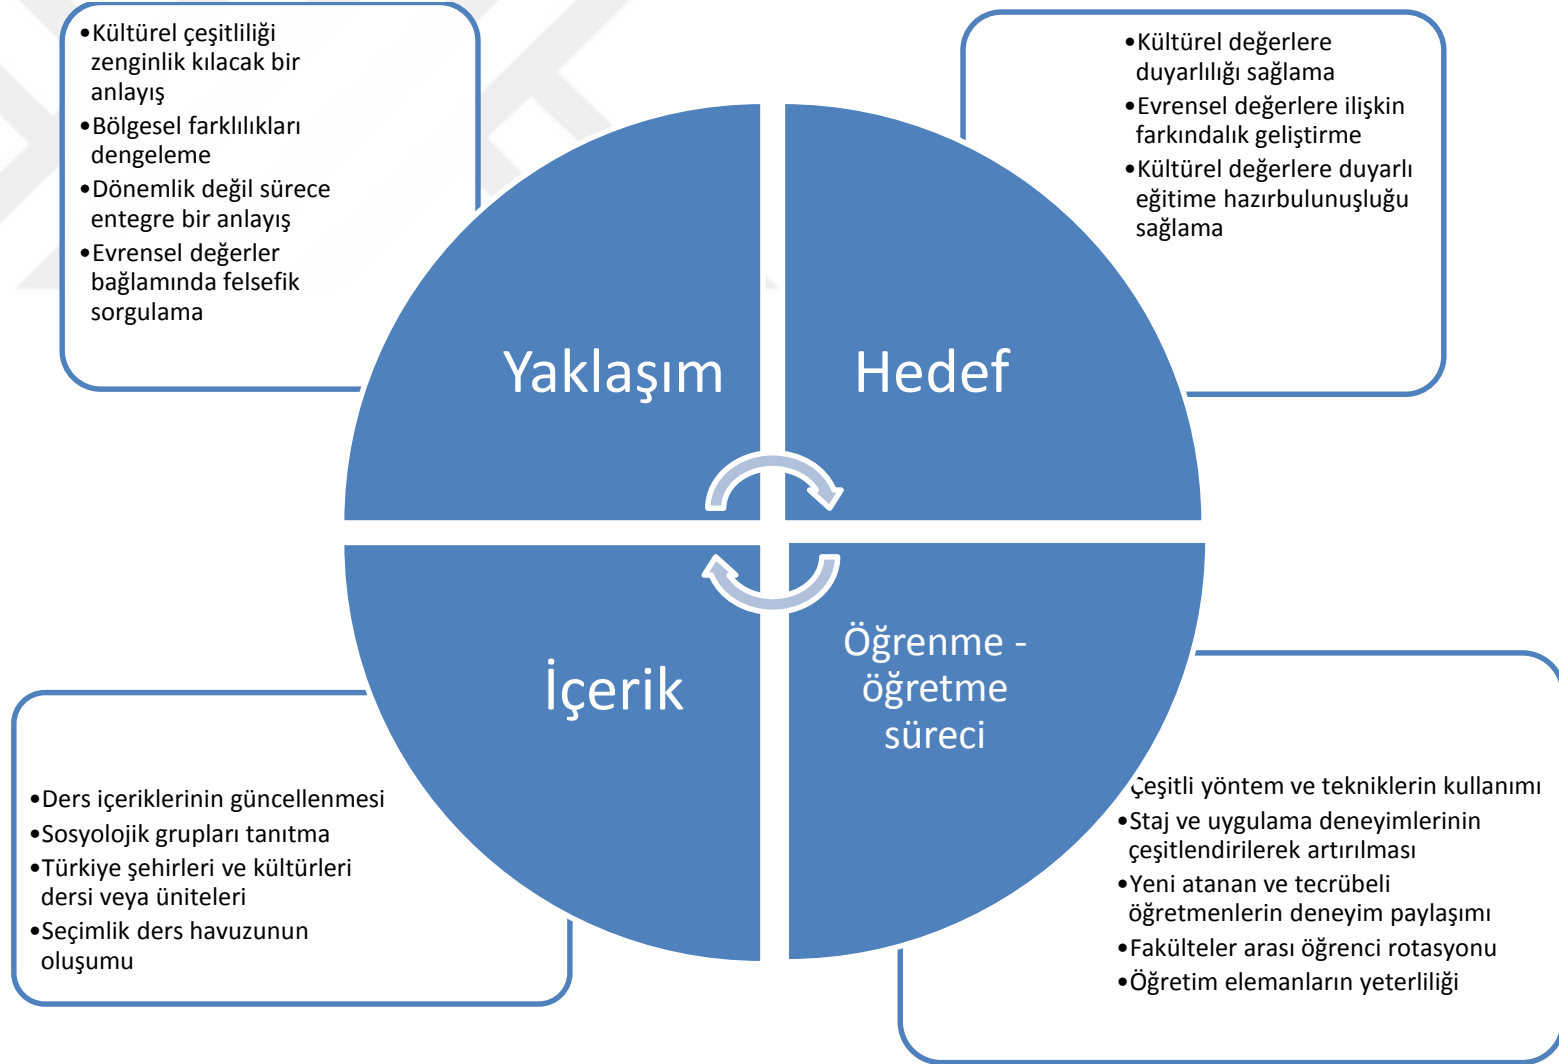 •Kültürel çeşitliliği
zenginlik kılacak bir
anlayış
•Bölgesel farklılıkları
dengeleme
•Dönemlik değil sürece
entegre bir anlayış
•Evrensel değerler
bağlamında felsefik
sorgulama
•Kültürel değerlere
duyarlılığı sağlama
•Evrensel değerlere ilişkin
farkındalık geliştirme
•Kültürel değerlere duyarlı
eğitime hazırbulunuşluğu
sağlama
Yaklaşım
Hedef
İçerik
Öğrenme -
öğretme
süreci
•Ders içeriklerinin güncellenmesi
•Sosyolojik grupları tanıtma
•Türkiye şehirleri ve kültürleri
dersi veya üniteleri
•Seçimlik ders havuzunun
oluşumu
Çeşitli yöntem ve tekniklerin kullanımı
•Staj ve uygulama deneyimlerinin
çeşitlendirilerek artırılması
•Yeni atanan ve tecrübeli
öğretmenlerin deneyim paylaşımı
•Fakülteler arası öğrenci rotasyonu
•Öğretim elemanların yeterliliği